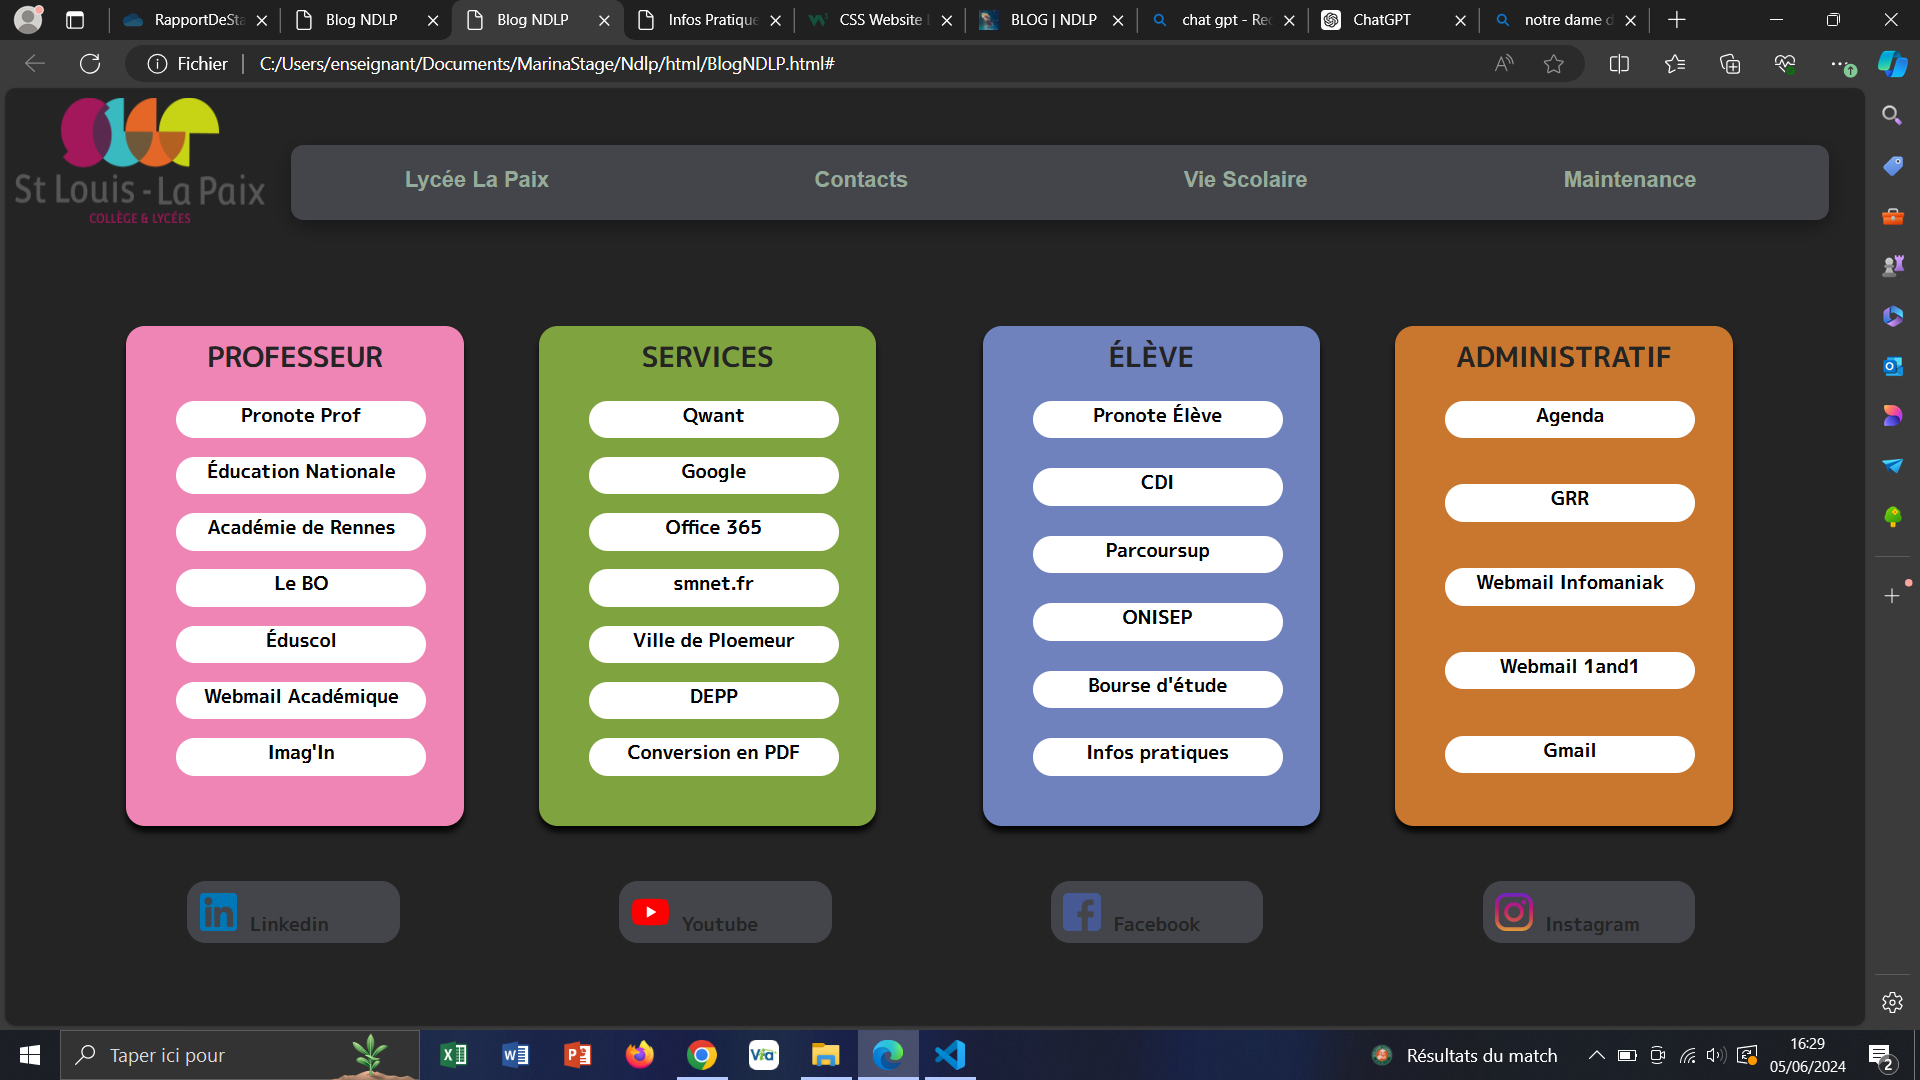 RapportDeSta
Blog NDLP
Blog NDLP
Infos Pratique
CSS Website L
BLOG | NDLP
chat gpt - Rec
ChatGPT
notre dame d
Fichier
C:/Users/enseignant/Documents/MarinaStage/Ndlp/html/BlogNDLP.html#
St Louis - La Paix
COLLÈGE & LYCÉES
Lycée La Paix
Contacts
Vie Scolaire
Maintenance
PROFESSEUR
Pronote Prof
Éducation Nationale
Académie de Rennes
Le BO
Éduscol
Webmail Académique
Imag'In
SERVICES
Qwant
Google
Office 365
smnet.fr
Ville de Ploemeur
DEPP
Conversion en PDF
ÉLÈVE
Pronote Élève
CDI
Parcoursup
ONISEP
Bourse d'étude
Infos pratiques
ADMINISTRATIF
Agenda
GRR
Webmail Infomaniak
Webmail 1and1
Gmail
Linkedin
Youtube
Facebook
Instagram
Taper ici pour
Résultats du match
16:29
05/06/2024
2